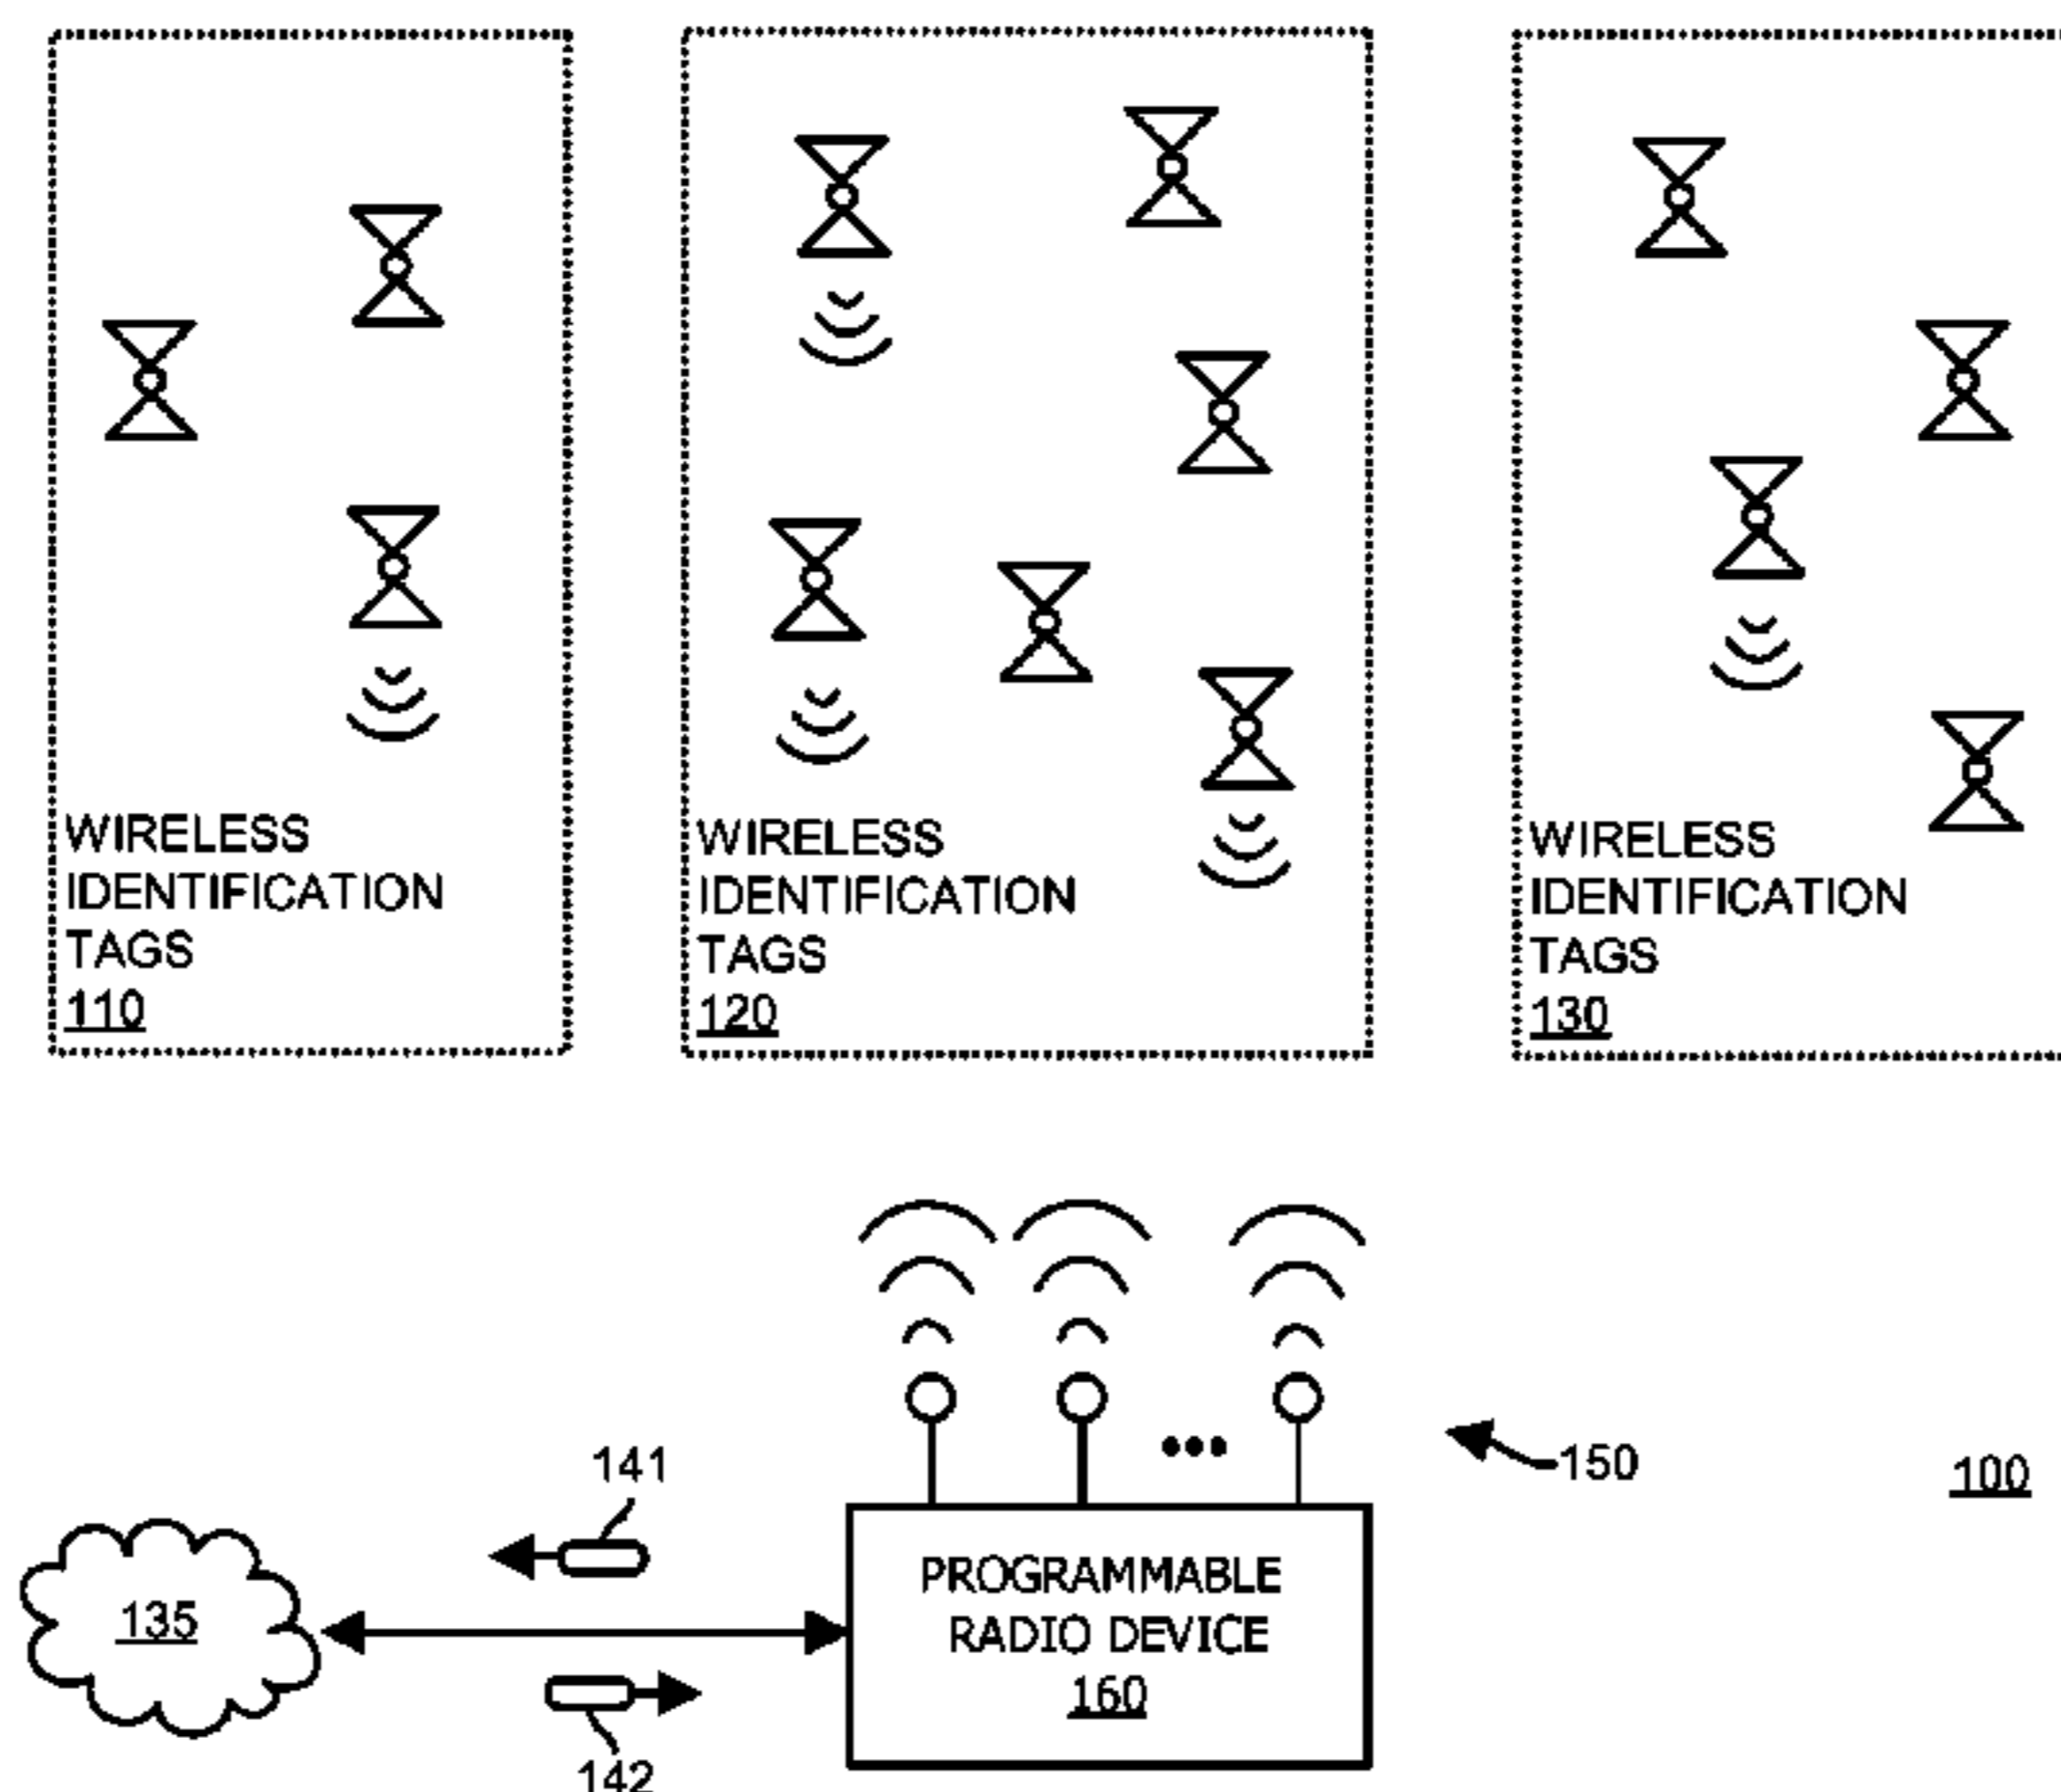 WIRELESS
IDENTIFICATION
TAGS
110
WIRELESS
IDENTIFICATION
TAGS
120
WIRELESS
IDENTIFICATION
TAGS
130
141
150
100
135
PROGRAMMABLE
RADIO DEVICE
160
142